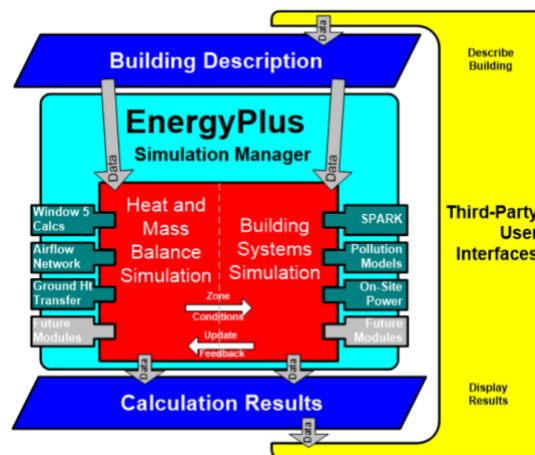 Data
Building Description
Describe
Building
EnergyPlus
Simulation Manager
Data
Data
Window 5
Calcs
Airflow
Network
Ground Ht
Transfer
Future
Modules
Heat and
Mass
Balance
Simulation
Building
Systems
Simulation
Zone
Conditions
Update
Feedback
SPARK
Pollution
Models
On-Site
Power
Future
Modules
Third-Party
User
Interfaces
Data
Data
Calculation Results
Display
Results
Data